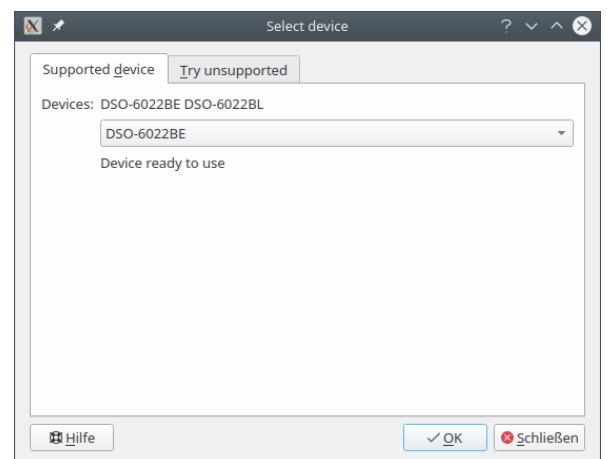 Select device
Supported device Try unsupported
Devices: DSO-6022BE DSO-6022BL
DSO-6022BE
Device ready to use
Hilfe OK Schließen